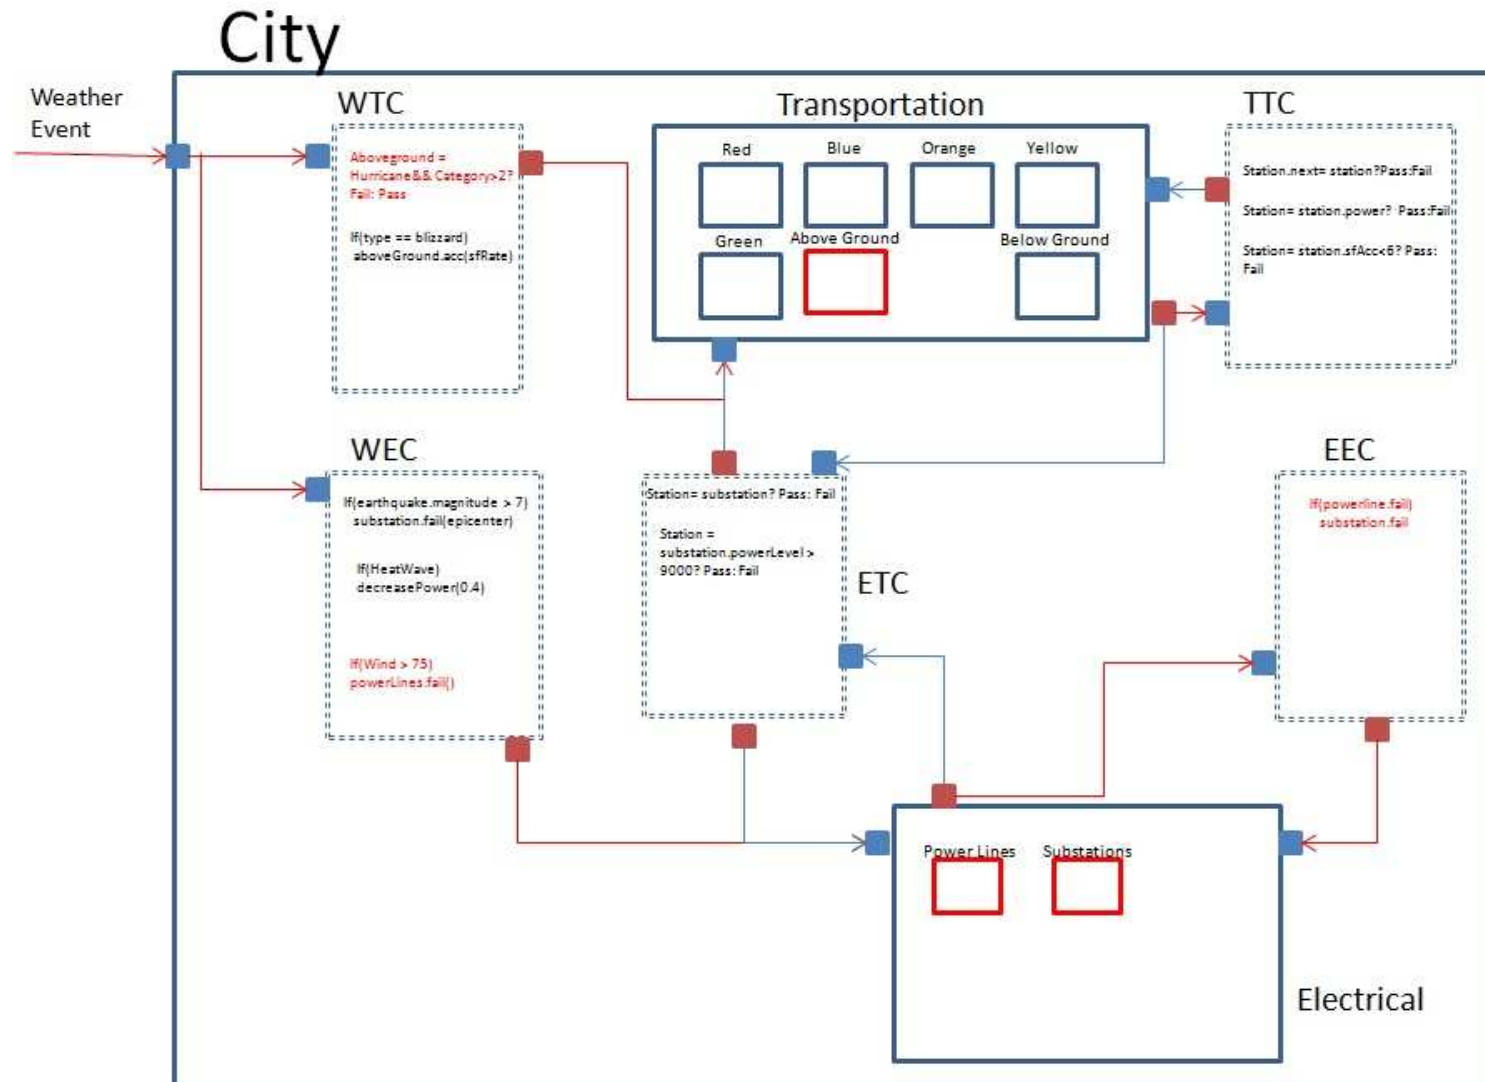 City
Weather
Event
WTC
Aboveground =
Hurricane&& Category>2?
Fail: Pass
If(type == blizzard)
aboveGround.acc(sfRate)
Transportation
Red
Blue
Orange
Yellow
Green
Above Ground
Below Ground
TTC
Station.next= station?Pass:Fail
Station= station.power? Pass:Fail
Station= station.sfAcc<6? Pass:
Fail
WEC
If(earthquake.magnitude > 7)
substation.fail(epicenter)
If(HeatWave)
decreasePower(0.4)
If(Wind > 75)
powerLines.fail()
Station= substation? Pass: Fail
Station =
substation.powerLevel >
9000? Pass: Fail
ETC
EEC
If(powerline.fail)
substation.fail
Power Lines
Substations
Electrical